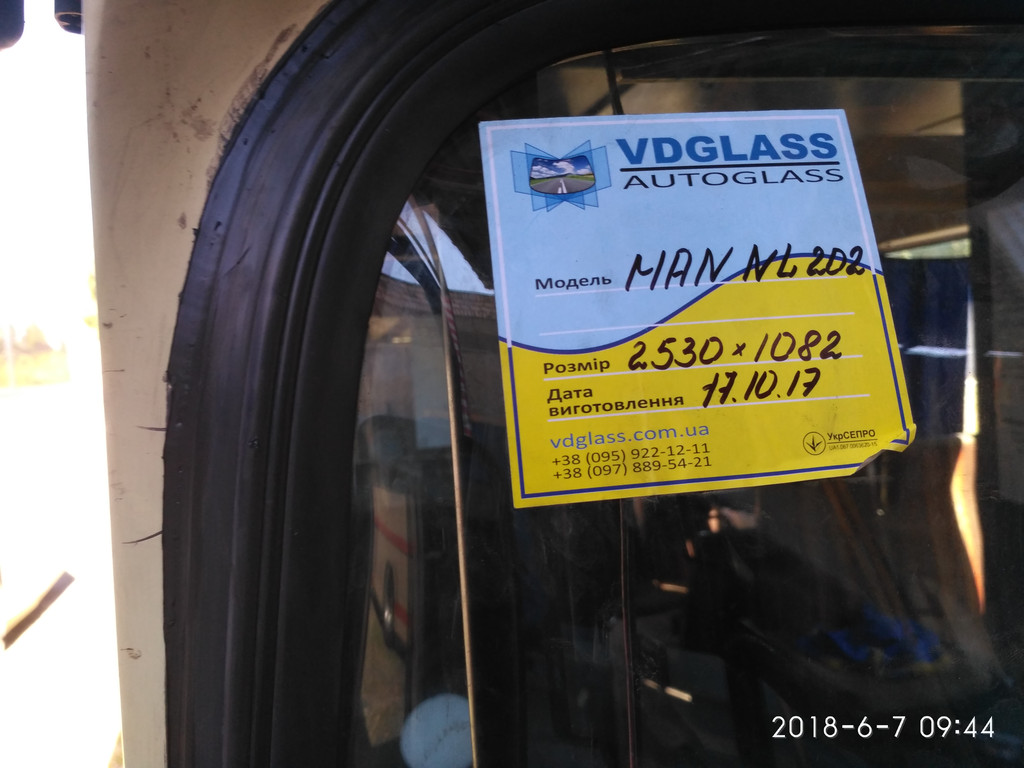 VDGLASS
AUTOGLASS
Модель MAN NL 202
Розмір 2530 × 1082
Дата
виготовлення 17.10.17
vdglass.com.ua
+38 (095) 922-12-11
+38 (097) 889-54-21
УкрСЕПРО
2018-6-7 09:44